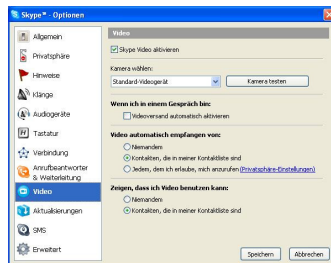 Skype™ - Optionen
Allgemein
Privatsphäre
Hinweise
Klänge
Audiogeräte
Tastatur
Verbindung
Anrufbeantworter
& Weiterleitung
Video
Aktualisierungen
SMS
Erweitert
Video
Skype Video aktivieren
Kamera wählen:
Standard-Videogerät
Kamera testen
Wenn ich in einem Gespräch bin:
Videoversand automatisch aktivieren
Video automatisch empfangen von:
Niemandem
Kontakten, die in meiner Kontaktliste sind
Jedem, dem ich erlaube, mich anzurufen (Privatsphäre-Einstellungen)
Zeigen, dass ich Video benutzen kann:
Niemandem
Kontakten, die in meiner Kontaktliste sind
Speichern
Abbrechen